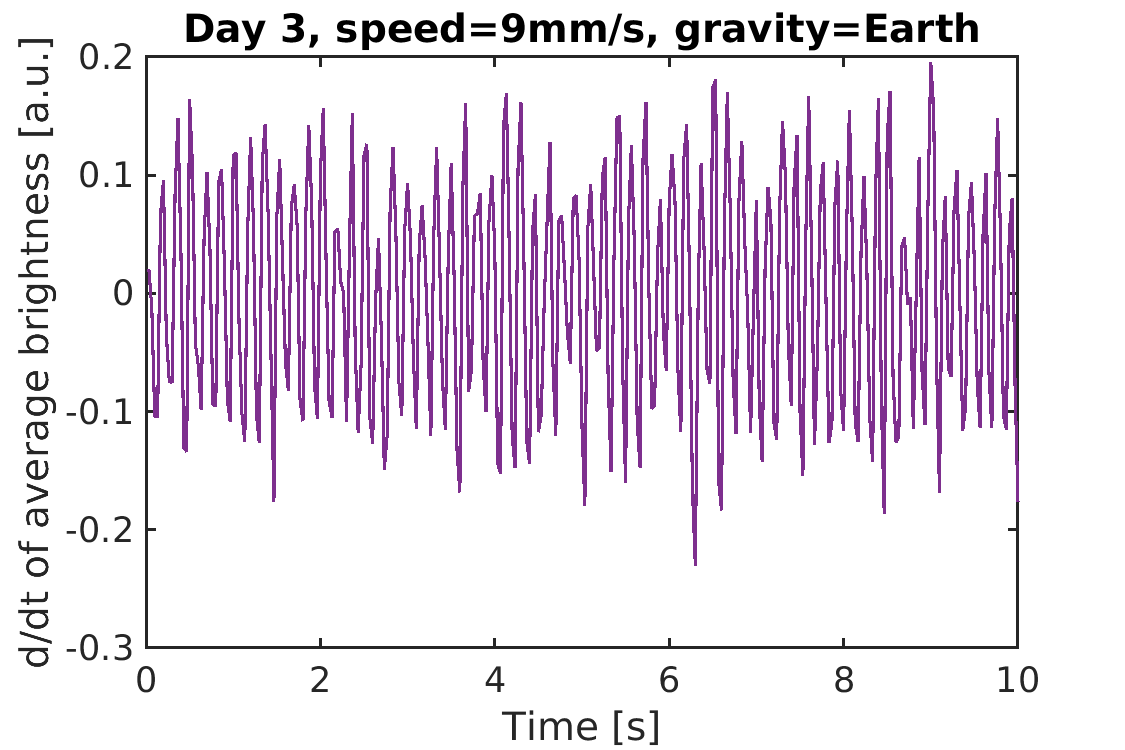 Day 3, speed=9mm/s, gravity=Earth
d/dt of average brightness [a.u.]
0.2
0.1
0
-0.1
-0.2
-0.3
0 2 4 6 8 10
Time [s]